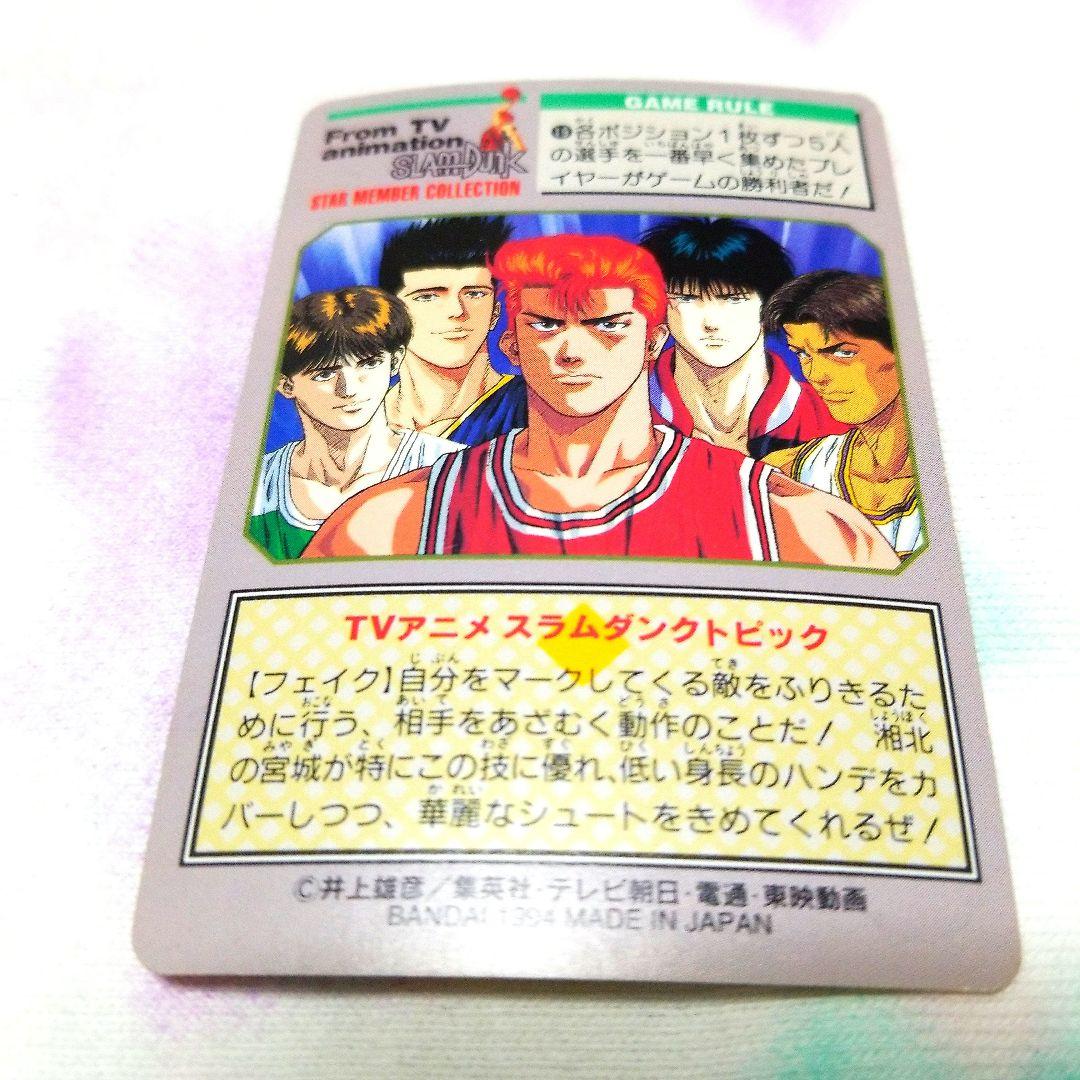 From TV
animation
SLAM DUNK
STAR MEMBER COLLECTION
GAME RULE
各ポジション1枚ずつ5人
の選手を一番早く集めたプレ
イヤーがゲームの勝利者だ!
TVアニメ スラムダンクトピック
【フェイク】自分をマークしてくる敵をふりきるた
めに行う、相手をあざむく動作のことだ! 湘北
の宮城が特にこの技に優れ、低い身長のハンデをカ
バーしつつ、華麗なシュートをきめてくれるぜ!
©井上雄彦/集英社・テレビ朝日・電通・東映動画
BANDAI 1994 MADE IN JAPAN